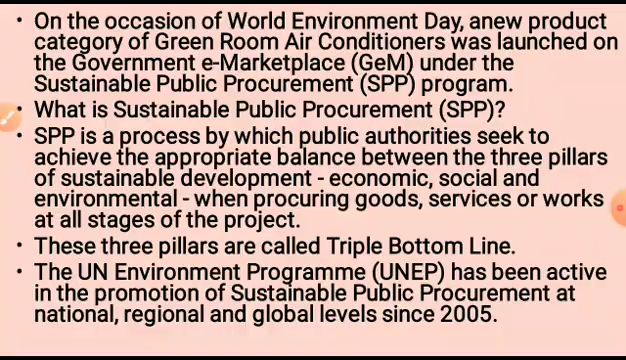 • On the occasion of World Environment Day, anew product
category of Green Room Air Conditioners was launched on
the Government e-Marketplace (GeM) under the
Sustainable Public Procurement (SPP) program.
• What is Sustainable Public Procurement (SPP)?
• SPP is a process by which public authorities seek to
achieve the appropriate balance between the three pillars
of sustainable development - economic, social and
environmental - when procuring goods, services or works
at all stages of the project.
• These three pillars are called Triple Bottom Line.
• The UN Environment Programme (UNEP) has been active
in the promotion of Sustainable Public Procurement at
national, regional and global levels since 2005.